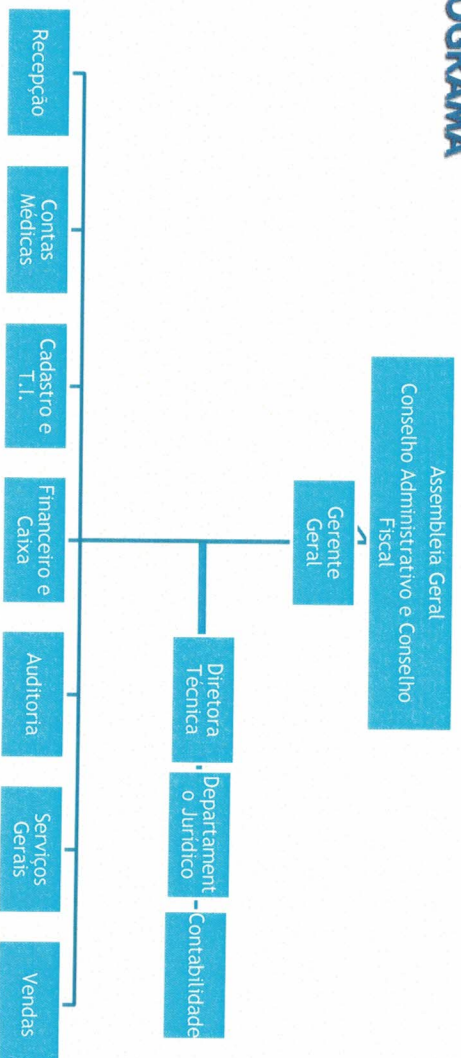 OGRAMA
Assembleia Geral
Conselho Administrativo e Conselho
Fiscal
Gerente
Geral
Diretora
Técnica
Departament
o Jurídico
Contabilidade
Recepção
Contas
Médicas
Cadastro e
T.I.
Financeiro e
Caixa
Auditoria
Serviços
Gerais
Vendas